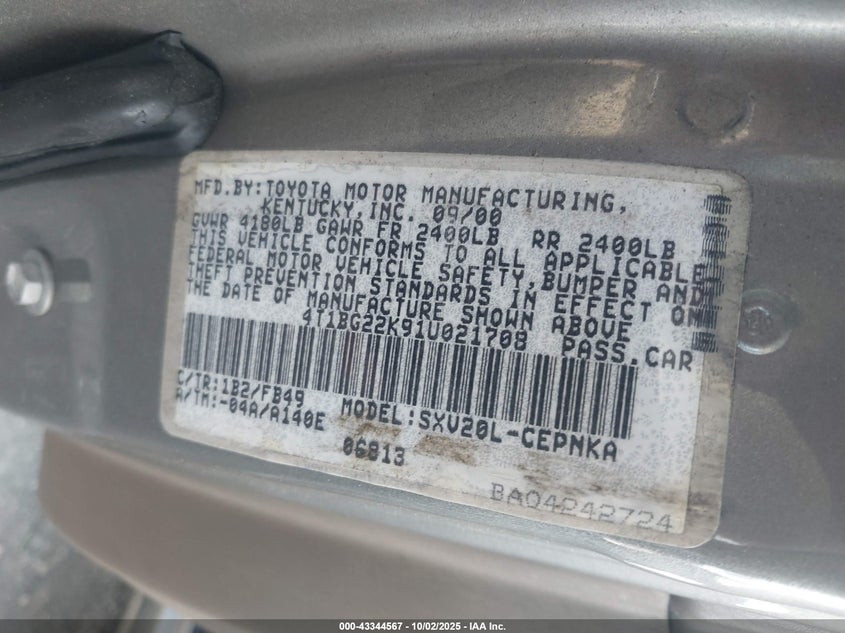 MFD.BY:TOYOTA MOTOR MANUFACTURING,
KENTUCKY,INC. 09/00
GVWR 4180LB GAWR FR 2400LB RR 2400LB
THIS VEHICLE CONFORMS TO ALL APPLICABLE
FEDERAL MOTOR VEHICLE SAFETY,BUMPER AND
THEFT PREVENTION STANDARDS IN EFFECT ON
THE DATE OF MANUFACTURE SHOWN ABOVE.
4T1BG22K91U021708 PASS.CAR
C/TR:1B2/FB49
A/TM:-04A/A140E MODEL:SXV20L-CEPNKA
06813
BA04242724
000-43344567 | 10/02/2025 - IAA Inc.